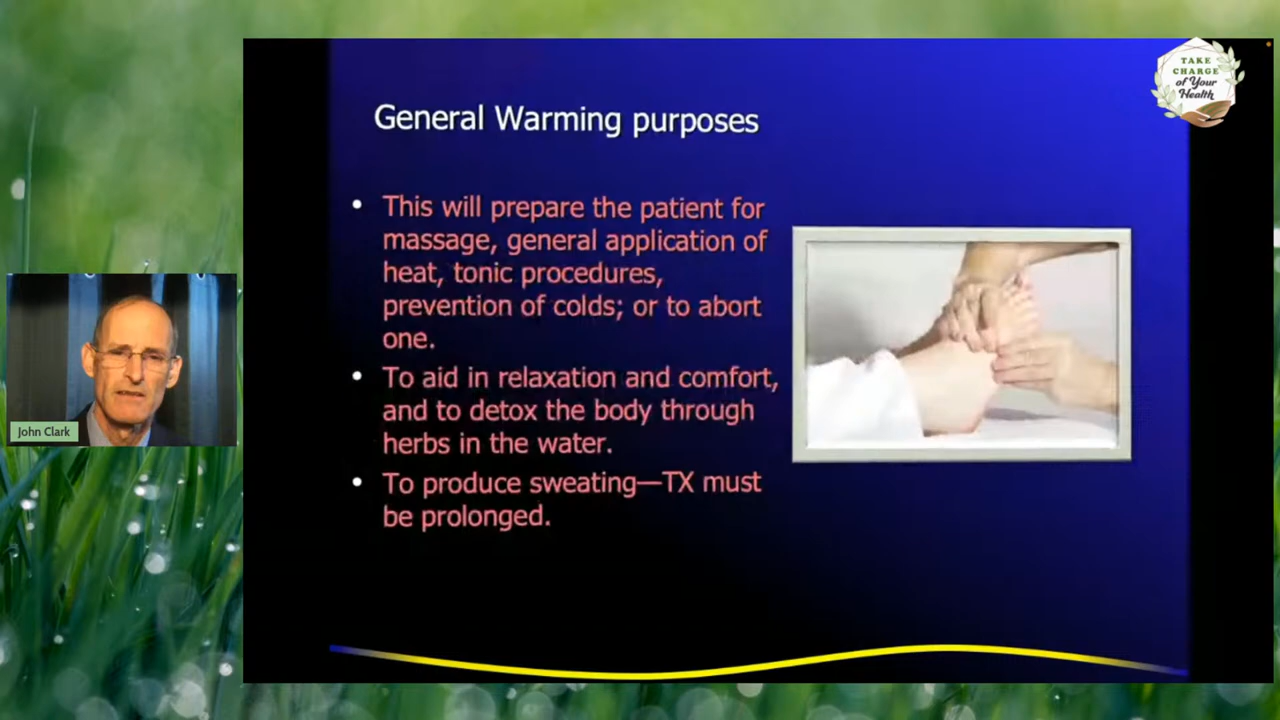 TAKE
CHARGE
of Your
Health
General Warming purposes
• This will prepare the patient for
massage, general application of
heat, tonic procedures,
prevention of colds; or to abort
one.
• To aid in relaxation and comfort,
and to detox the body through
herbs in the water.
• To produce sweating—TX must
be prolonged.
John Clark